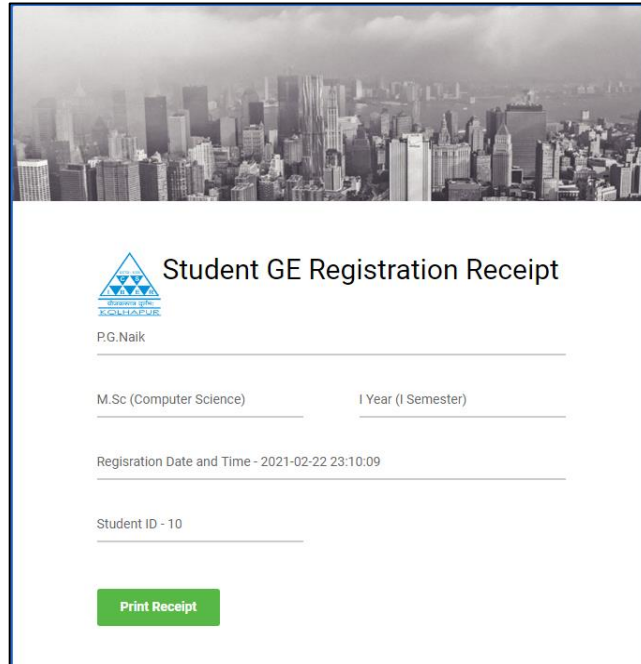 C S
I B E R
KOLHAPUR
Student GE Registration Receipt
P.G.Naik
M.Sc (Computer Science)
I Year (I Semester)
Regisration Date and Time - 2021-02-22 23:10:09
Student ID - 10
Print Receipt